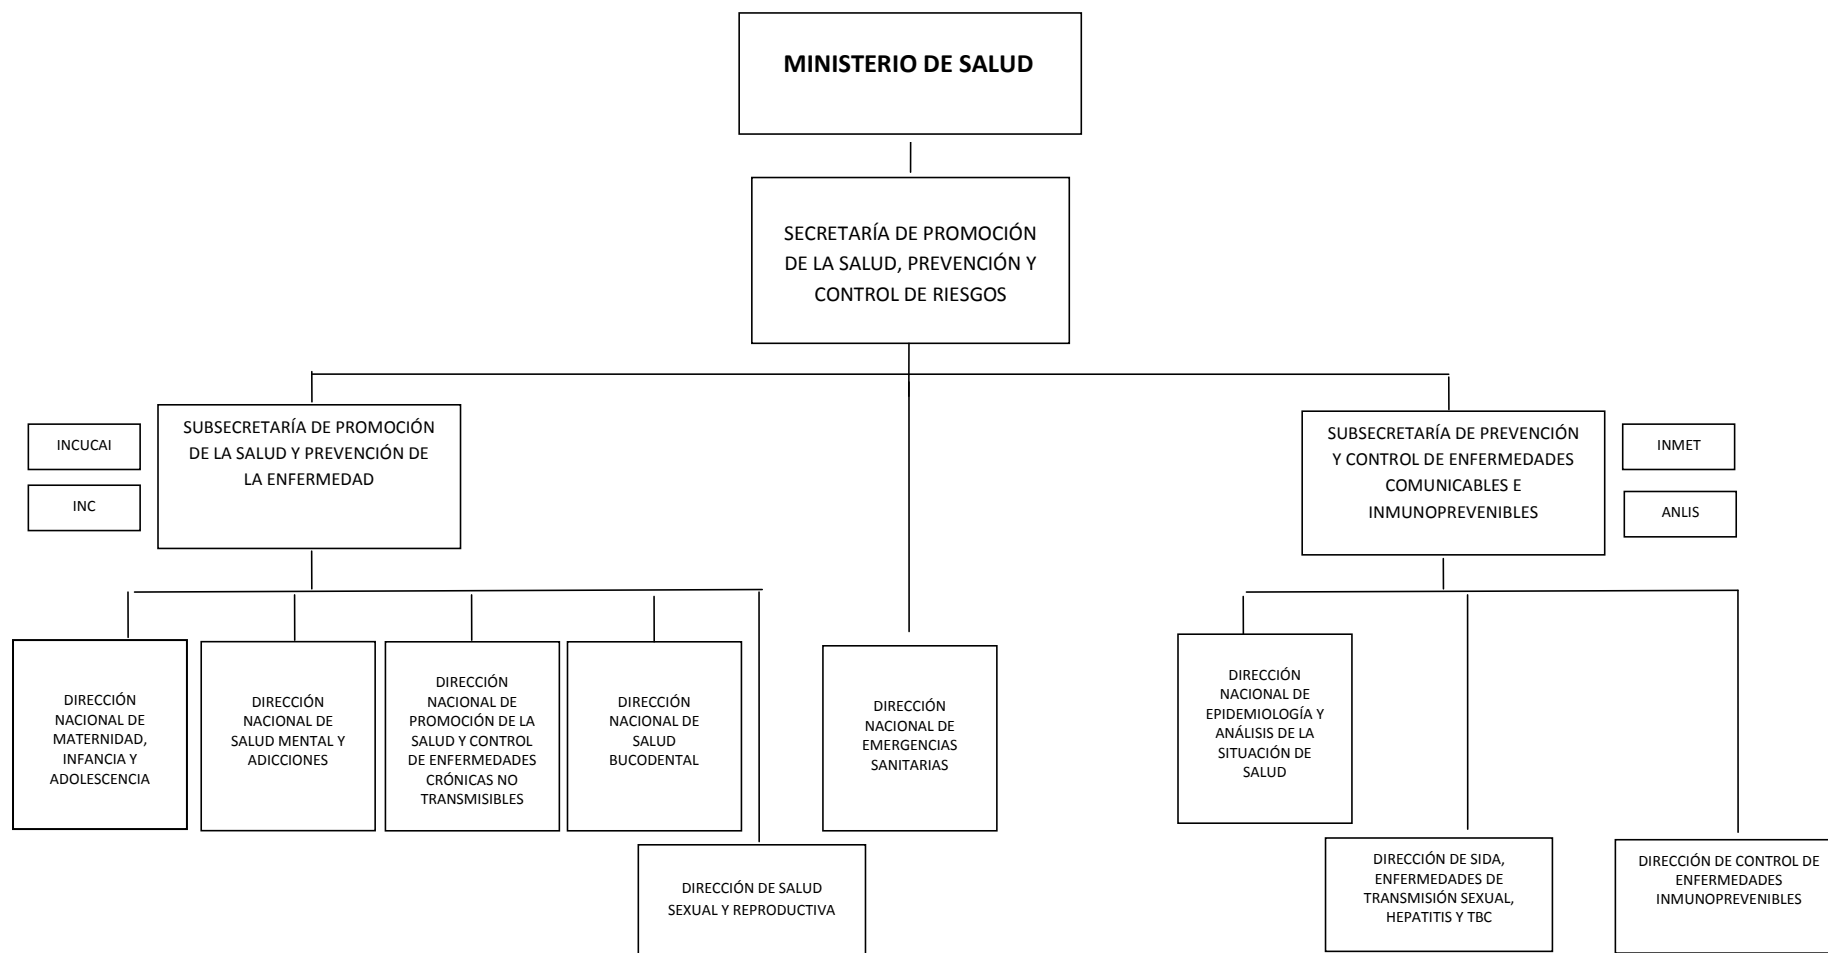 MINISTERIO DE SALUD
SECRETARÍA DE PROMOCIÓN
DE LA SALUD, PREVENCIÓN Y
CONTROL DE RIESGOS
INCUCAI
INC
SUBSECRETARÍA DE PROMOCIÓN
DE LA SALUD Y PREVENCIÓN DE
LA ENFERMEDAD
SUBSECRETARÍA DE PREVENCIÓN
Y CONTROL DE ENFERMEDADES
COMUNICABLES E
INMUNOPREVENIBLES
INMET
ANLIS
DIRECCIÓN
NACIONAL DE
MATERNIDAD,
INFANCIA Y
ADOLESCENCIA
DIRECCIÓN
NACIONAL DE
SALUD MENTAL Y
ADICCIONES
DIRECCIÓN
NACIONAL DE
PROMOCIÓN DE LA
SALUD Y CONTROL
DE ENFERMEDADES
CRÓNICAS NO
TRANSMISIBLES
DIRECCIÓN
NACIONAL DE
SALUD
BUCODENTAL
DIRECCIÓN
NACIONAL DE
EMERGENCIAS
SANITARIAS
DIRECCIÓN
NACIONAL DE
EPIDEMIOLOGÍA Y
ANÁLISIS DE LA
SITUACIÓN DE
SALUD
DIRECCIÓN DE SALUD
SEXUAL Y REPRODUCTIVA
DIRECCIÓN DE SIDA,
ENFERMEDADES DE
TRANSMISIÓN SEXUAL,
HEPATITIS Y TBC
DIRECCIÓN DE CONTROL DE
ENFERMEDADES
INMUNOPREVENIBLES